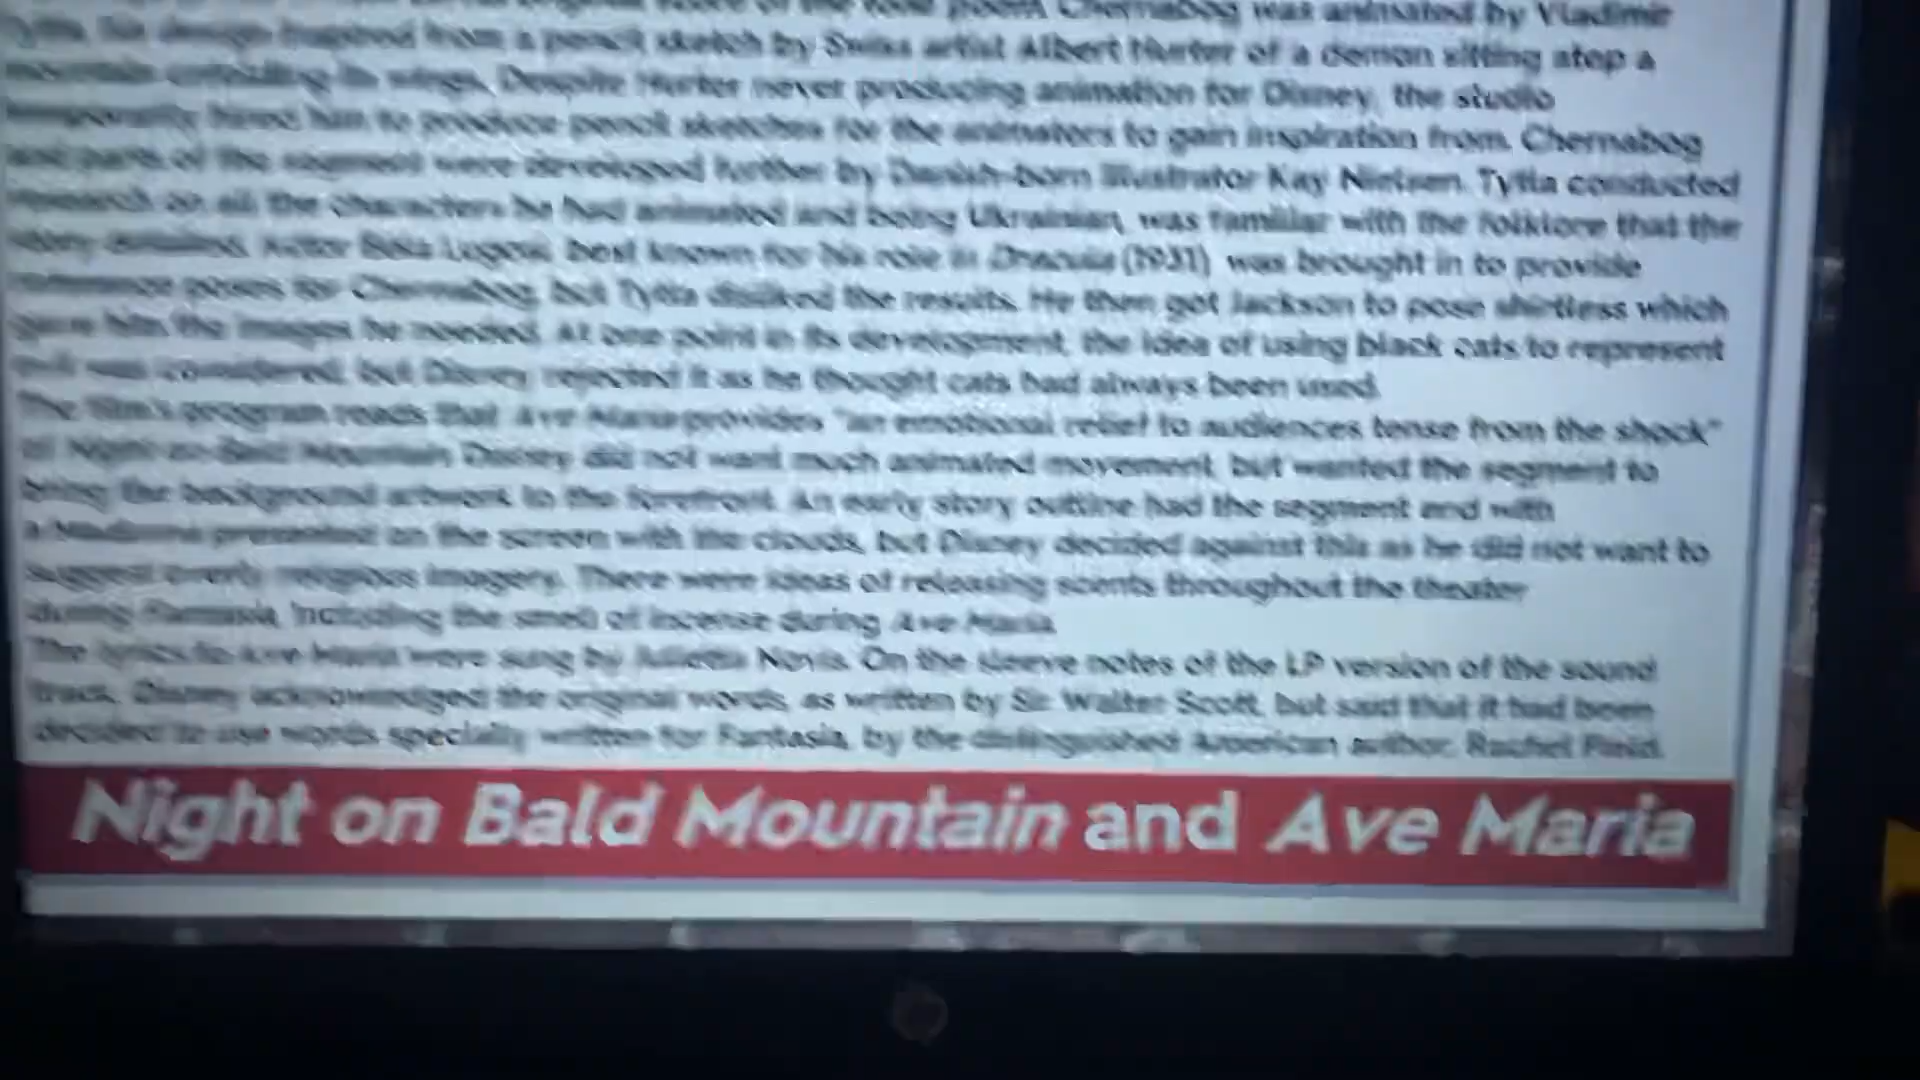 poem Chernabog was animated by Vladimir
Tytla, his design inspired from a pencil sketch by Swiss artist Albert Hurter of a demon sitting atop a
mountain unfolding its wings. Despite Hurter never producing animation for Disney, the studio
temporarily hired him to produce pencil sketches for the animators to gain inspiration from. Chernabog
and parts of the segment were developed further by Danish-born illustrator Kay Nielsen. Tytla conducted
research on all the characters he had animated and being Ukrainian, was familiar with the folklore that the
story detailed. Actor Bela Lugosi, best known for his role in Dracula (1931), was brought in to provide
reference poses for Chernabog, but Tytla disliked the results. He then got Jackson to pose shirtless which
gave him the images he needed. At one point in its development, the idea of using black cats to represent
evil was considered, but Disney rejected it as he thought cats had always been used.
The film's program reads that Ave Maria provides "an emotional relief to audiences tense from the shock"
of Night on Bald Mountain. Disney did not want much animated movement, but wanted the segment to
bring the background artwork to the forefront. An early story outline had the segment end with
a Madonna presented on the screen with the clouds, but Disney decided against this as he did not want to
suggest overly religious imagery. There were ideas of releasing scents throughout the theater
during Fantasia, including the smell of incense during Ave Maria.
The lyrics to Ave Maria were sung by Julietta Novis. On the sleeve notes of the LP version of the sound
track, Disney acknowledged the original words, as written by Sir Walter Scott, but said that it had been
decided to use words specially written for Fantasia, by the distinguished American author, Rachel Field.
Night on Bald Mountain and Ave Maria